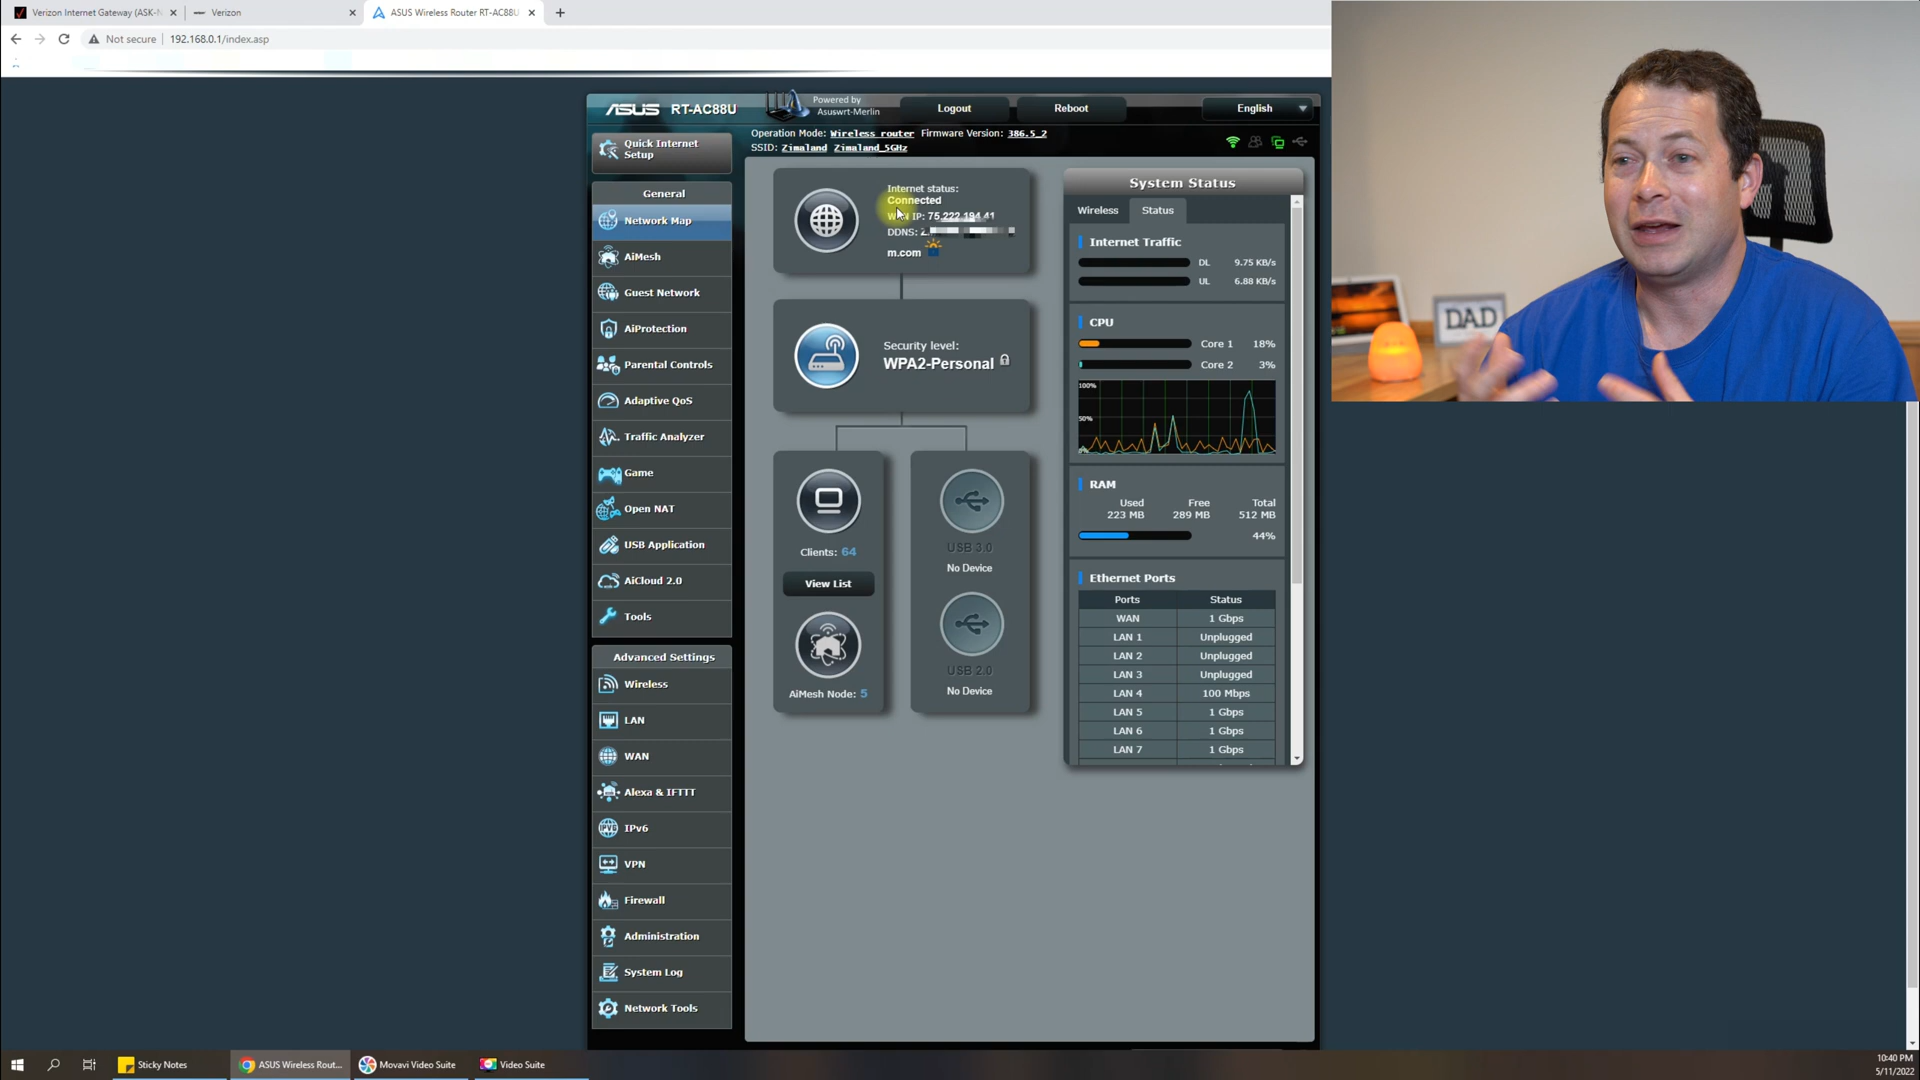 Verizon Internet Gateway (ASK-N
Verizon
ASUS Wireless Router RT-AC88U
Not secure
192.168.0.1/index.asp
ASUS RT-AC88U
Powered by
Asuswrt-Merlin
Logout
Reboot
English
Operation Mode: Wireless router Firmware Version: 386.5_2
SSID: Zimaland Zimaland_5GHz
Quick Internet
Setup
General
Network Map
AiMesh
Guest Network
AiProtection
Parental Controls
Adaptive QoS
Traffic Analyzer
Game
Open NAT
USB Application
AiCloud 2.0
Tools
Advanced Settings
Wireless
LAN
WAN
Alexa & IFTTT
IPv6
VPN
Firewall
Administration
System Log
Network Tools
Internet status:
Connected
WAN IP: 75.222.194.41
DDNS:
m.com
Security level:
WPA2-Personal
Clients: 64
View List
AiMesh Node: 5
USB 3.0
No Device
USB 2.0
No Device
System Status
Wireless
Status
Internet Traffic
DL 9.75 KB/s
UL 6.88 KB/s
CPU
Core 1 18%
Core 2 3%
100%
50%
0%
RAM
Used Free Total
223 MB 289 MB 512 MB
44%
Ethernet Ports
Ports Status
WAN 1 Gbps
LAN 1 Unplugged
LAN 2 Unplugged
LAN 3 Unplugged
LAN 4 100 Mbps
LAN 5 1 Gbps
LAN 6 1 Gbps
LAN 7 1 Gbps
DAD
Sticky Notes
ASUS Wireless Rout...
Movavi Video Suite
Video Suite
10:40 PM
5/11/2022